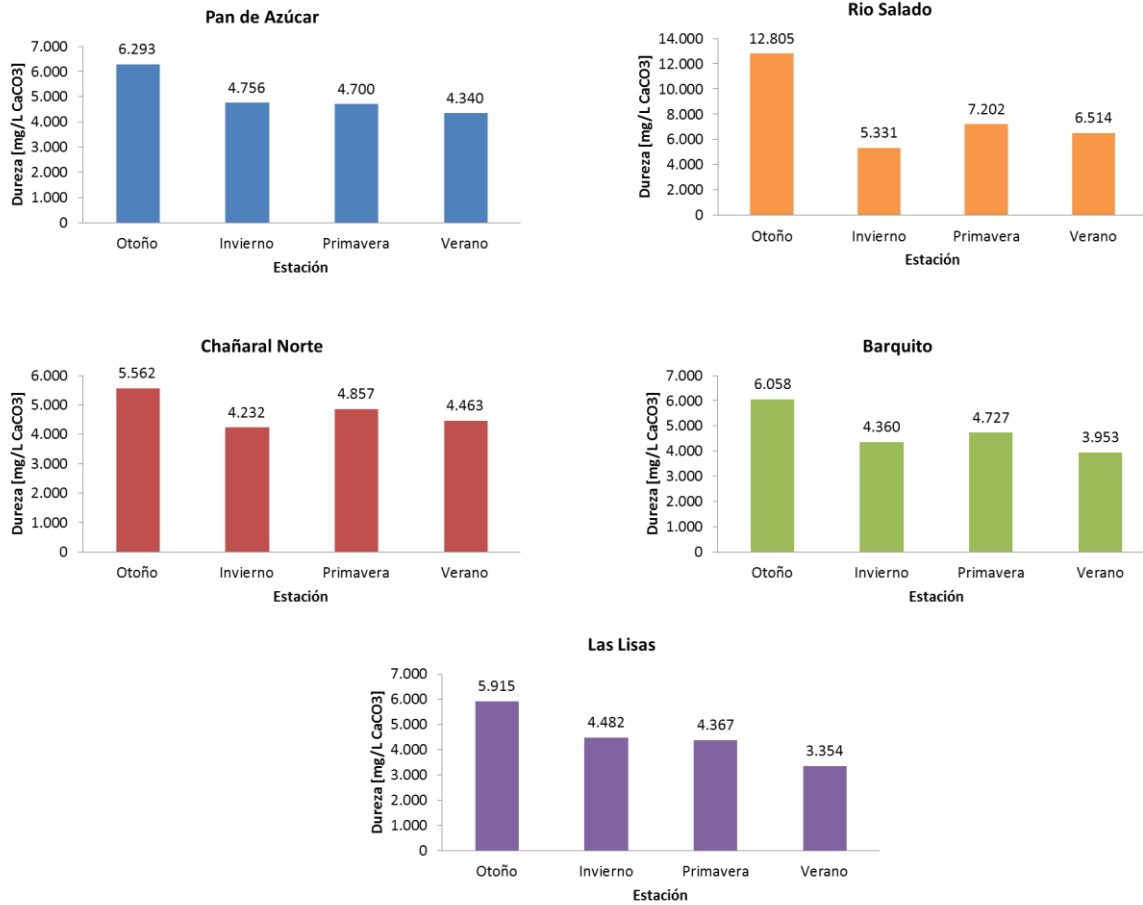 Pan de Azúcar
Dureza [mg/L CaCO3]
7.000
6.000
5.000
4.000
3.000
2.000
1.000
0
6.293
4.756
4.700
4.340
Otoño Invierno Primavera Verano
Estación
Rio Salado
Dureza [mg/L CaCO3]
14.000
12.000
10.000
8.000
6.000
4.000
2.000
0
12.805
5.331
7.202
6.514
Otoño Invierno Primavera Verano
Estación
Chañaral Norte
Dureza [mg/L CaCO3]
6.000
5.000
4.000
3.000
2.000
1.000
0
5.562
4.232
4.857
4.463
Otoño Invierno Primavera Verano
Estación
Barquito
Dureza [mg/L CaCO3]
7.000
6.000
5.000
4.000
3.000
2.000
1.000
0
6.058
4.360
4.727
3.953
Otoño Invierno Primavera Verano
Estación
Las Lisas
Dureza [mg/L CaCO3]
7.000
6.000
5.000
4.000
3.000
2.000
1.000
0
5.915
4.482
4.367
3.354
Otoño Invierno Primavera Verano
Estación